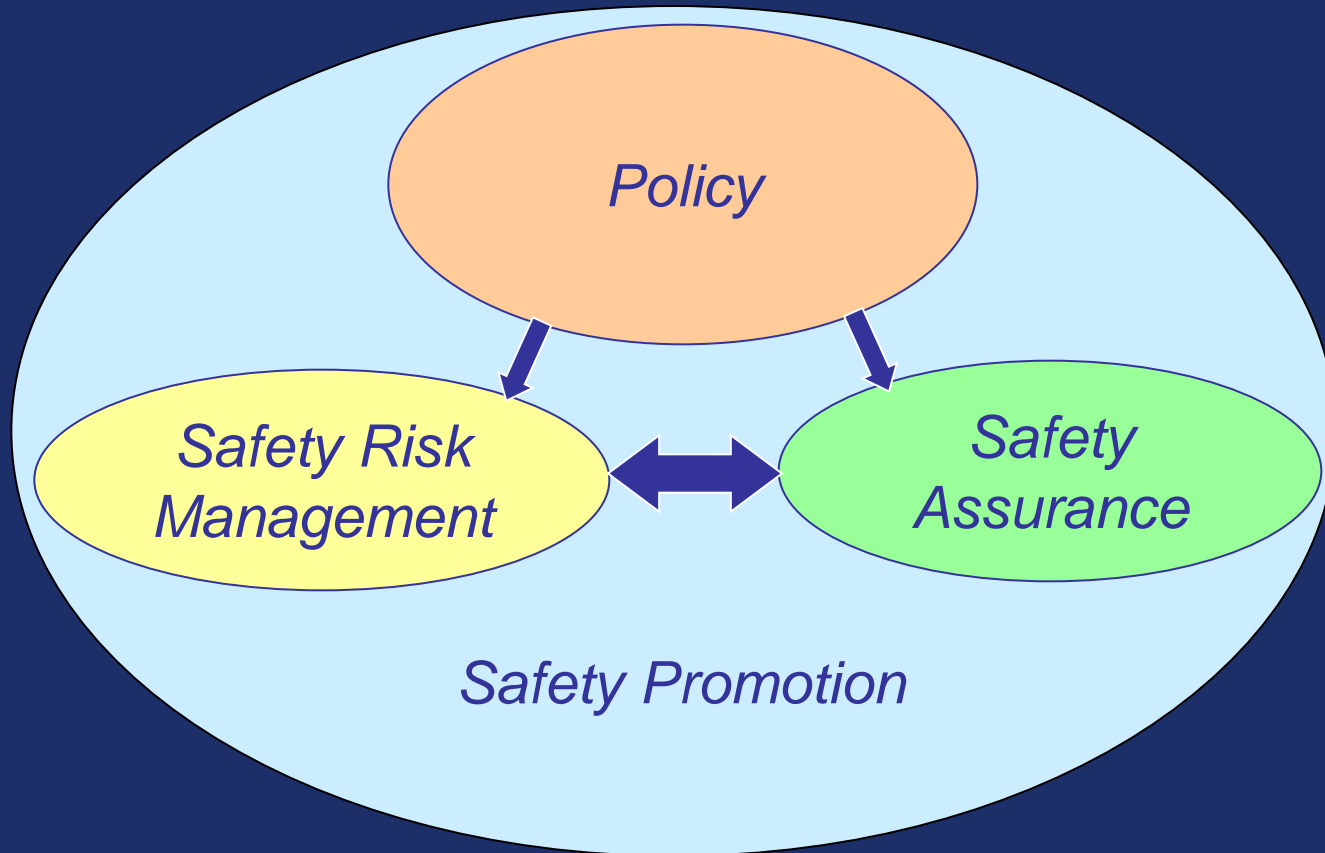 Policy
Safety Risk
Management
Safety
Assurance
Safety Promotion